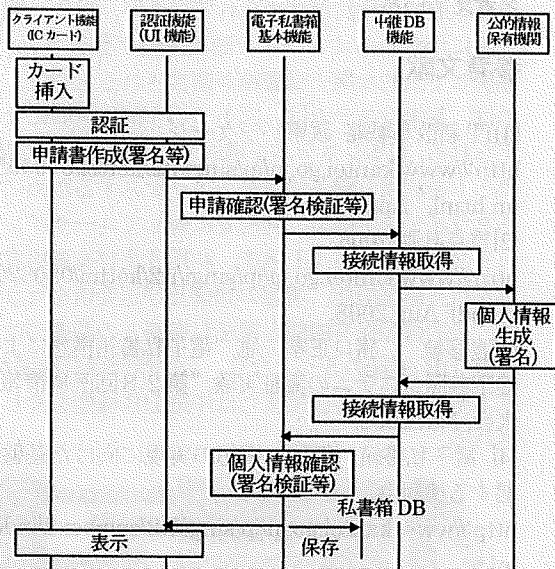 クライアント機能
(ICカード)
認証機能
(UI機能)
電子私書箱
基本機能
中継DB
機能
公的情報
(保有機関)
カード
挿入
認証
申請書作成(署名等)
申請確認(署名検証等)
接続情報取得
個人情報
生成
(署名)
接続情報取得
個人情報確認
(署名検証等)
私書箱DB
保存
表示